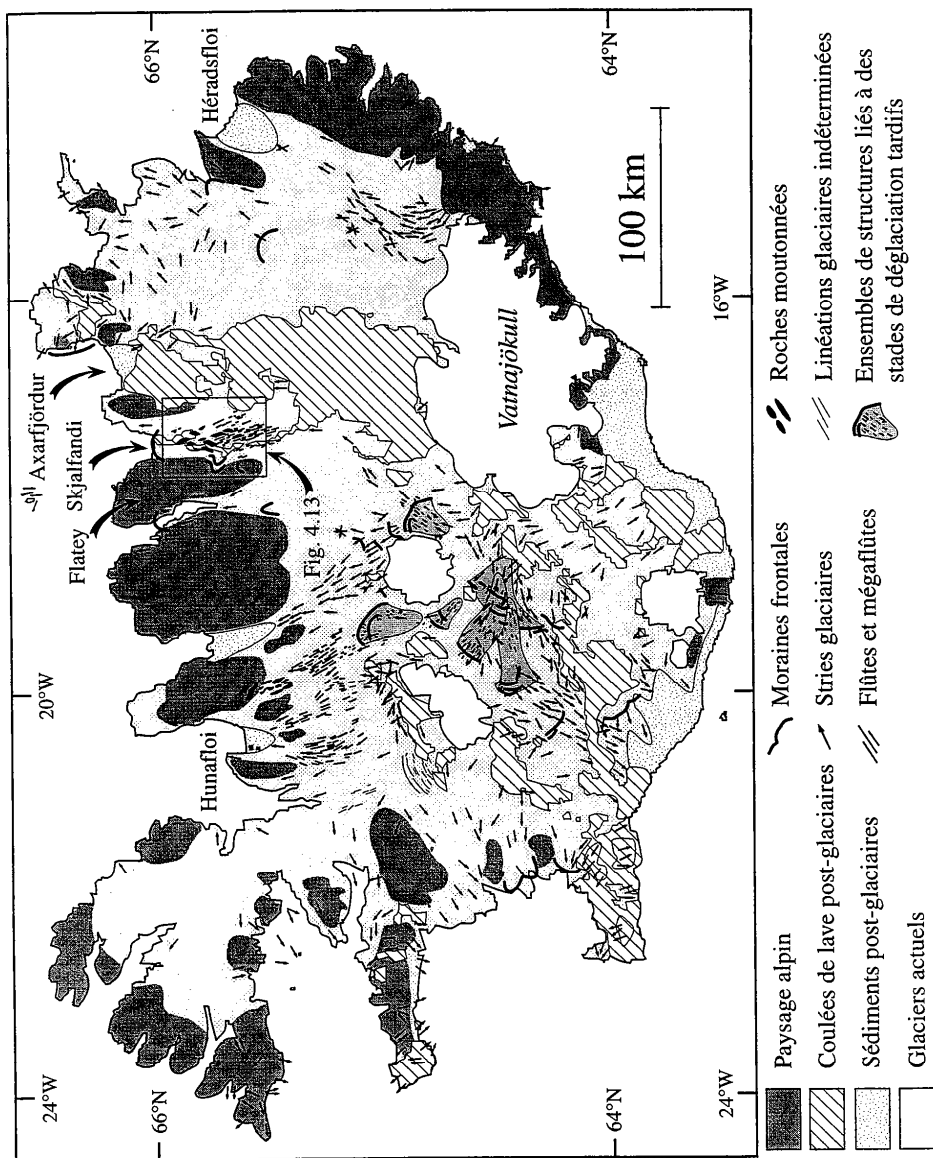 24°W
20°W
66°N
66°N
Hunafloi
Flatey
Skjalfandi
Axarfjördur
Héradsfloi
Fig. 4.13
Vatnajökull
100 km
64°N
64°N
24°W
16°W
Paysage alpin
Coulées de lave post-glaciaires
Sédiments post-glaciaires
Glaciers actuels
Moraines frontales
Stries glaciaires
Flûtes et mégaflûtes
Roches moutonnées
Linéations glaciaires indéterminées
Ensembles de structures liés à des
stades de déglaciation tardifs